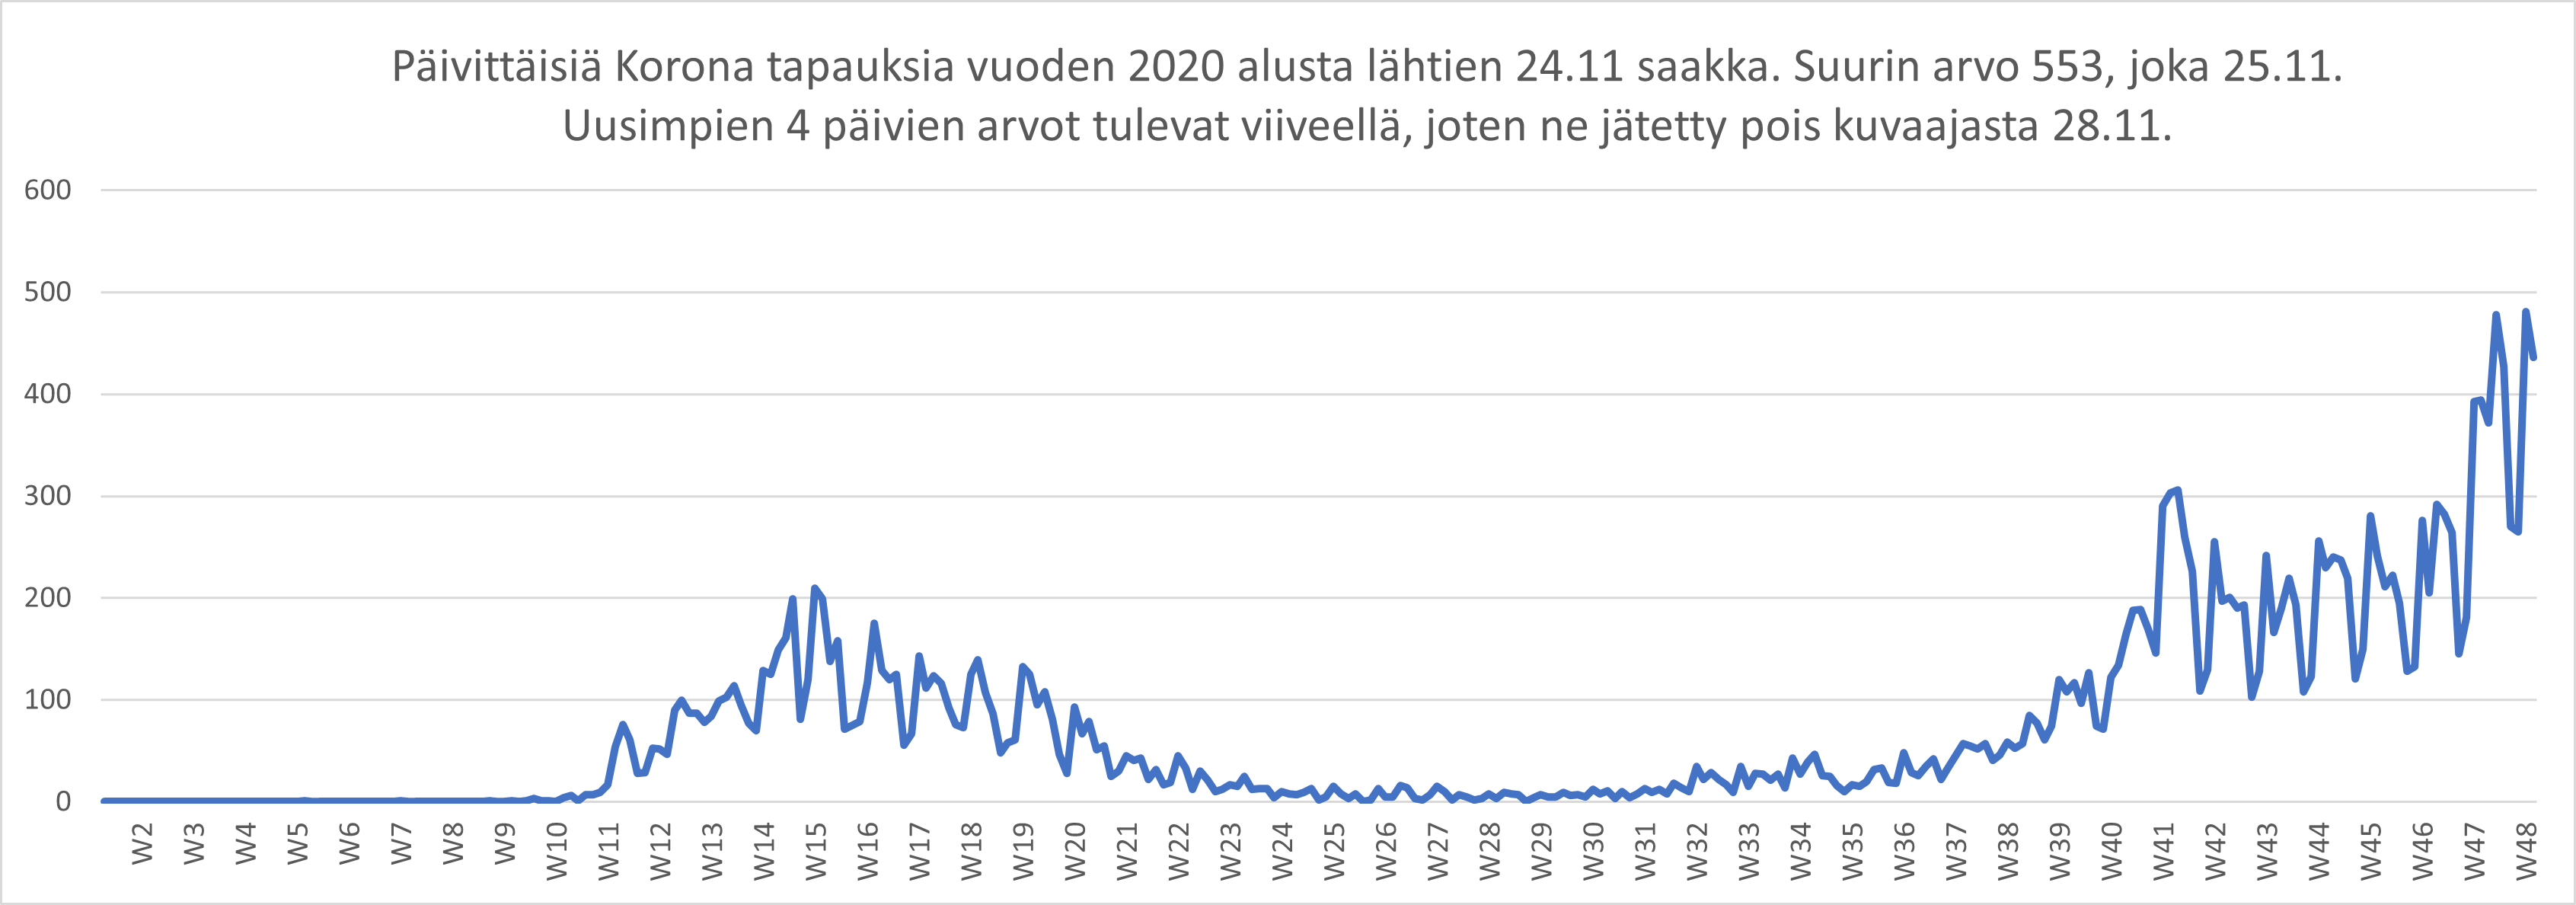 Päivittäisiä Korona tapauksia vuoden 2020 alusta lähtien 24.11 saakka. Suurin arvo 553, joka 25.11.
Uusimpien 4 päivien arvot tulevat viiveellä, joten ne jätetty pois kuvaajasta 28.11.
600
500
400
300
200
100
0
W2 W3 W4 W5 W6 W7 W8 W9 W10 W11 W12 W13 W14 W15 W16 W17 W18 W19 W20 W21 W22 W23 W24 W25 W26 W27 W28 W29 W30 W31 W32 W33 W34 W35 W36 W37 W38 W39 W40 W41 W42 W43 W44 W45 W46 W47 W48